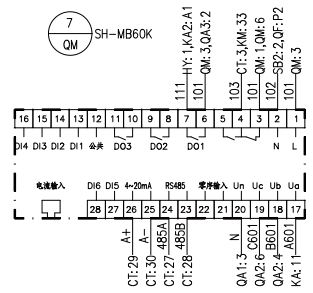 7
QM
SH-MB60K
111
HY: 1,KA2: A1
101
QM: 3,QA3: 2
103
CT: 3,KM: 33
101
QM: 1,QM: 6
102
SB2: 2,QF: P2
101
QM: 3
16 15 14 13 12 11 10 9 8 7 6 5 4 3 2 1
DI4 DI3 DI2 DI1 公共 DO3 DO2 DO1 N L
电流输入 DI6 DI5 4~20mA RS485 零序输入 Un Uc Ub Ua
28 27 26 25 24 23 22 21 20 19 18 17
A+
CT: 29
A-
CT: 30
485A
CT: 27
485B
CT: 28
N
QA1: 3
C601
QA2: 6
B601
QA2: 4
A601
KA: 11